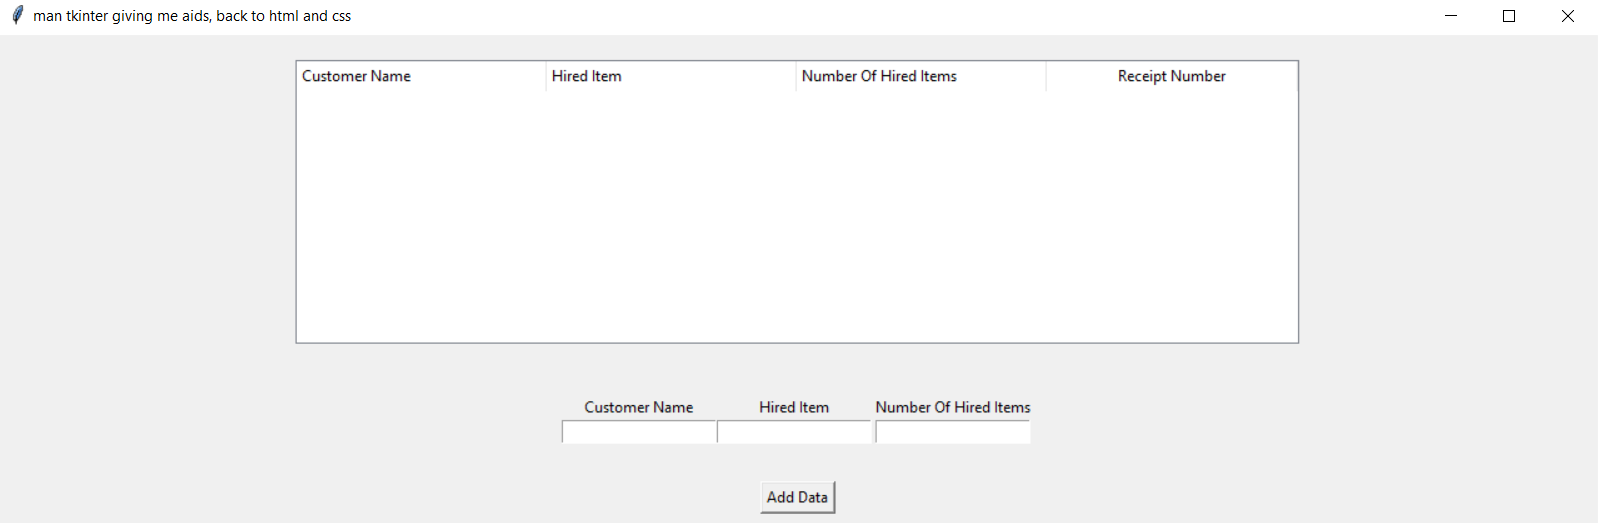 man tkinter giving me aids, back to html and css
Customer Name Hired Item Number Of Hired Items Receipt Number
Customer Name Hired Item Number Of Hired Items
Add Data